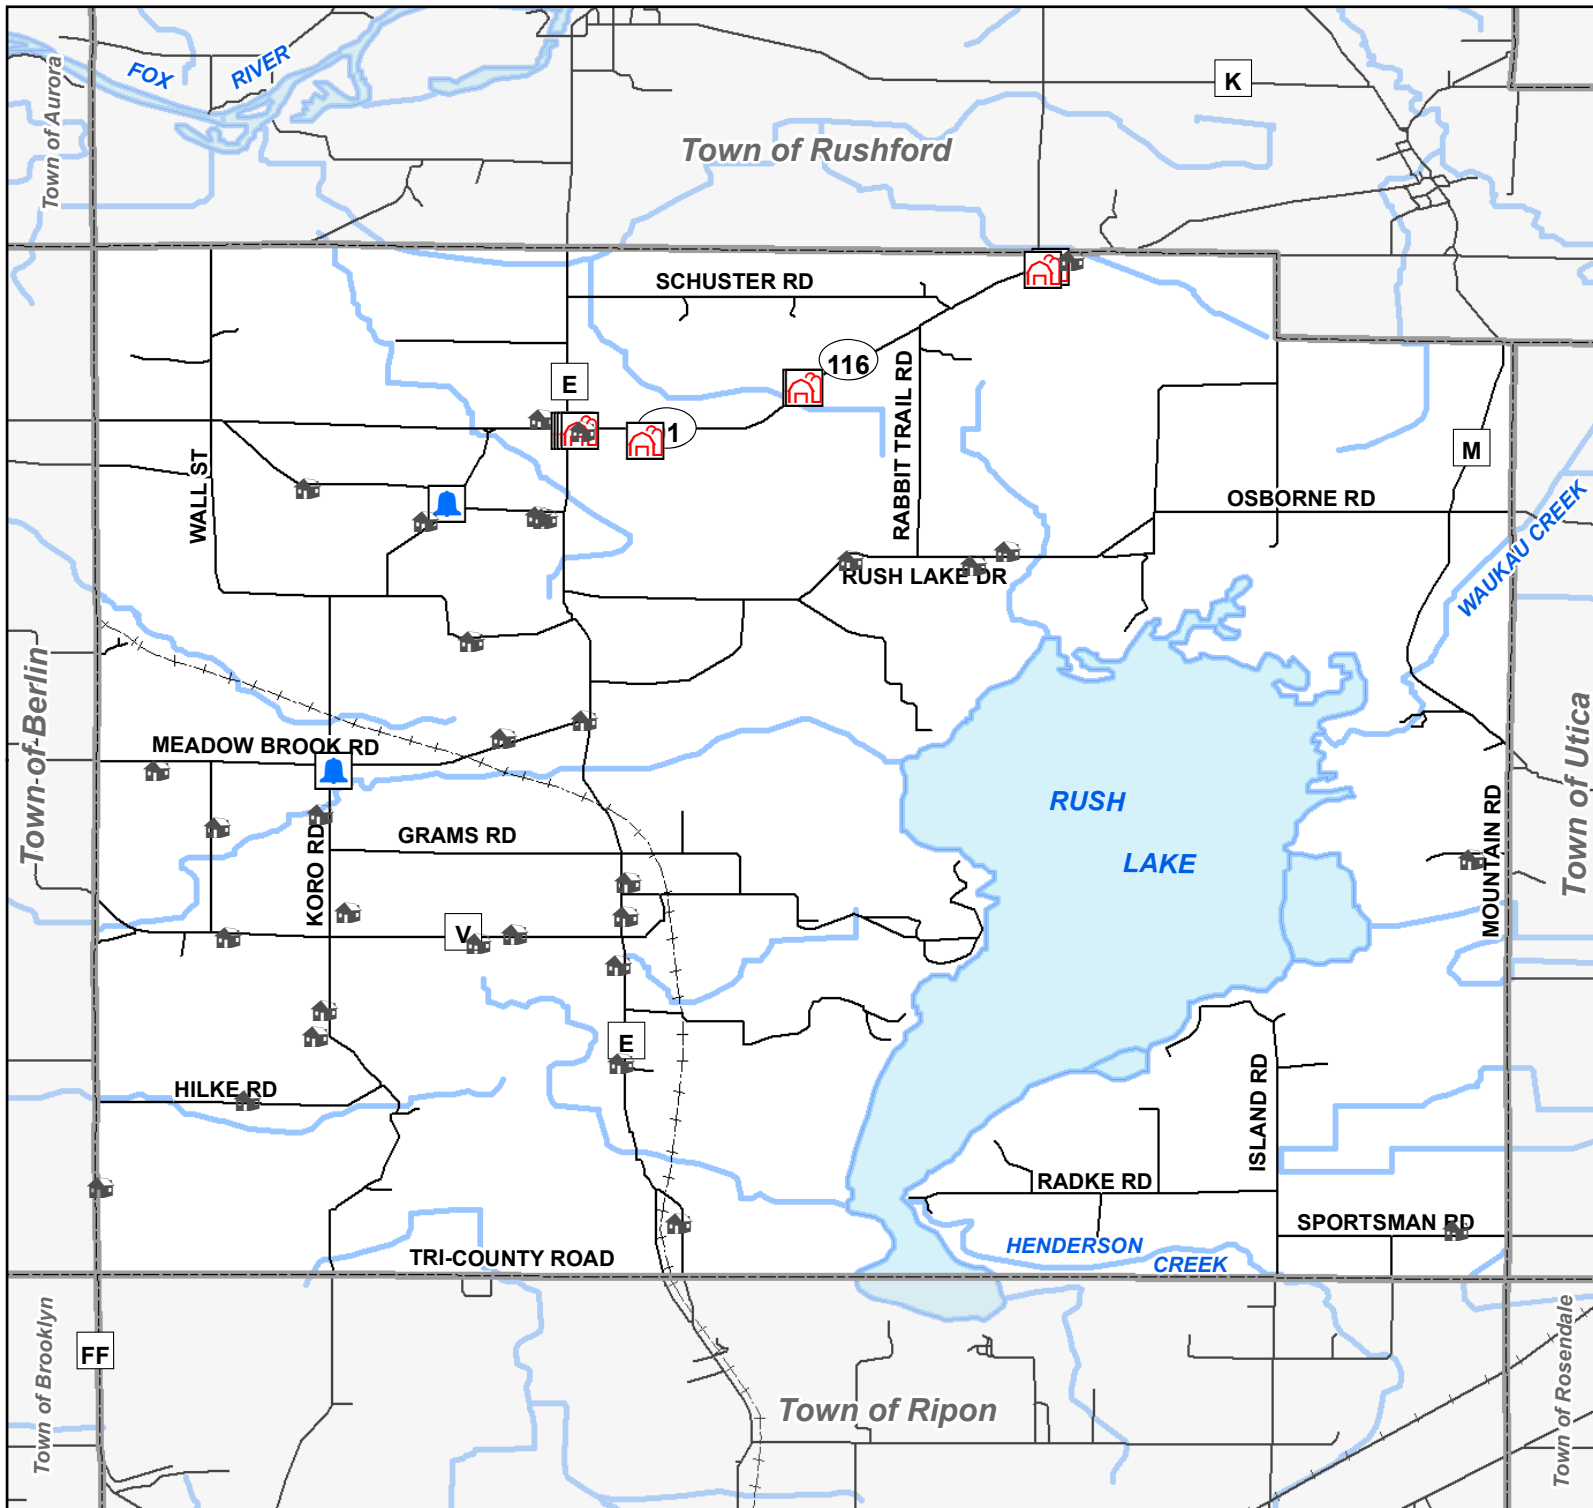 FOX
RIVER
Town of Aurora
K
Town of Rushford
SCHUSTER RD
116
E
1
RABBIT TRAIL RD
WALL ST
M
OSBORNE RD
WAUKAU CREEK
RUSH LAKE DR
Town of Berlin
MEADOW BROOK RD
Town of Utica
RUSH
LAKE
MOUNTAIN RD
GRAMS RD
KORO RD
V
E
HILKE RD
ISLAND RD
RADKE RD
SPORTSMAN RD
HENDERSON
CREEK
TRI-COUNTY ROAD
Town of Brooklyn
FF
Town of Ripon
Town of Rosendale